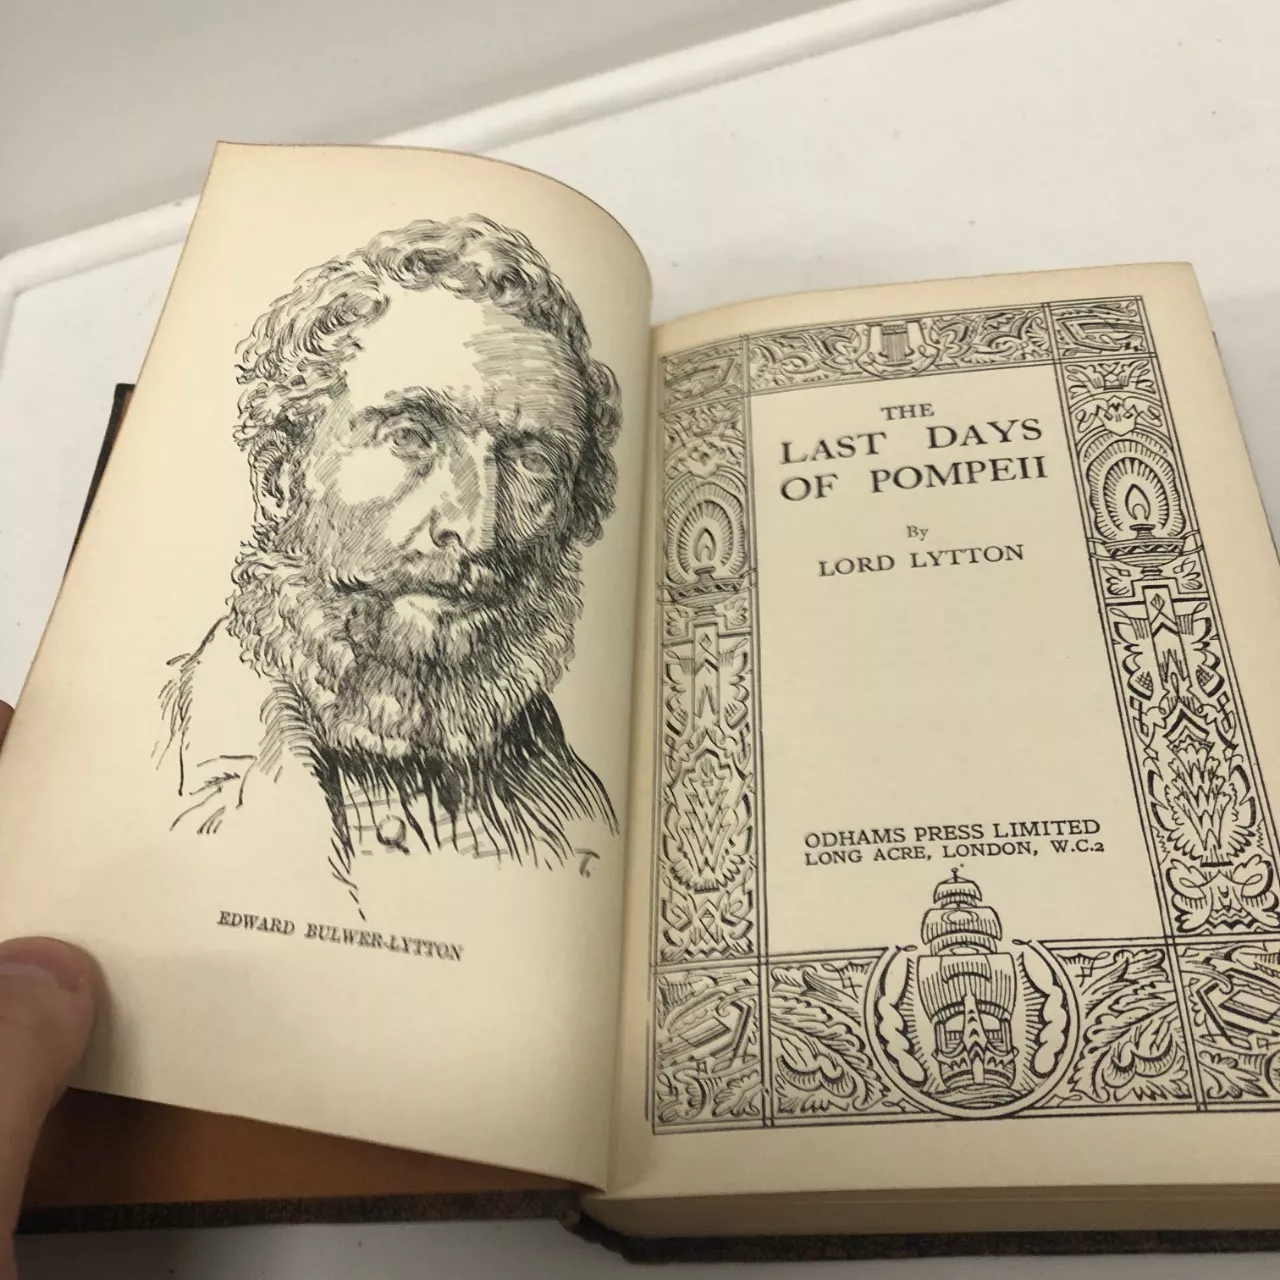 EDWARD BULWER-LYTTON
T.
THE
LAST DAYS
OF POMPEII
By
LORD LYTTON
ODHAMS PRESS LIMITED
LONG ACRE, LONDON, W.C.2